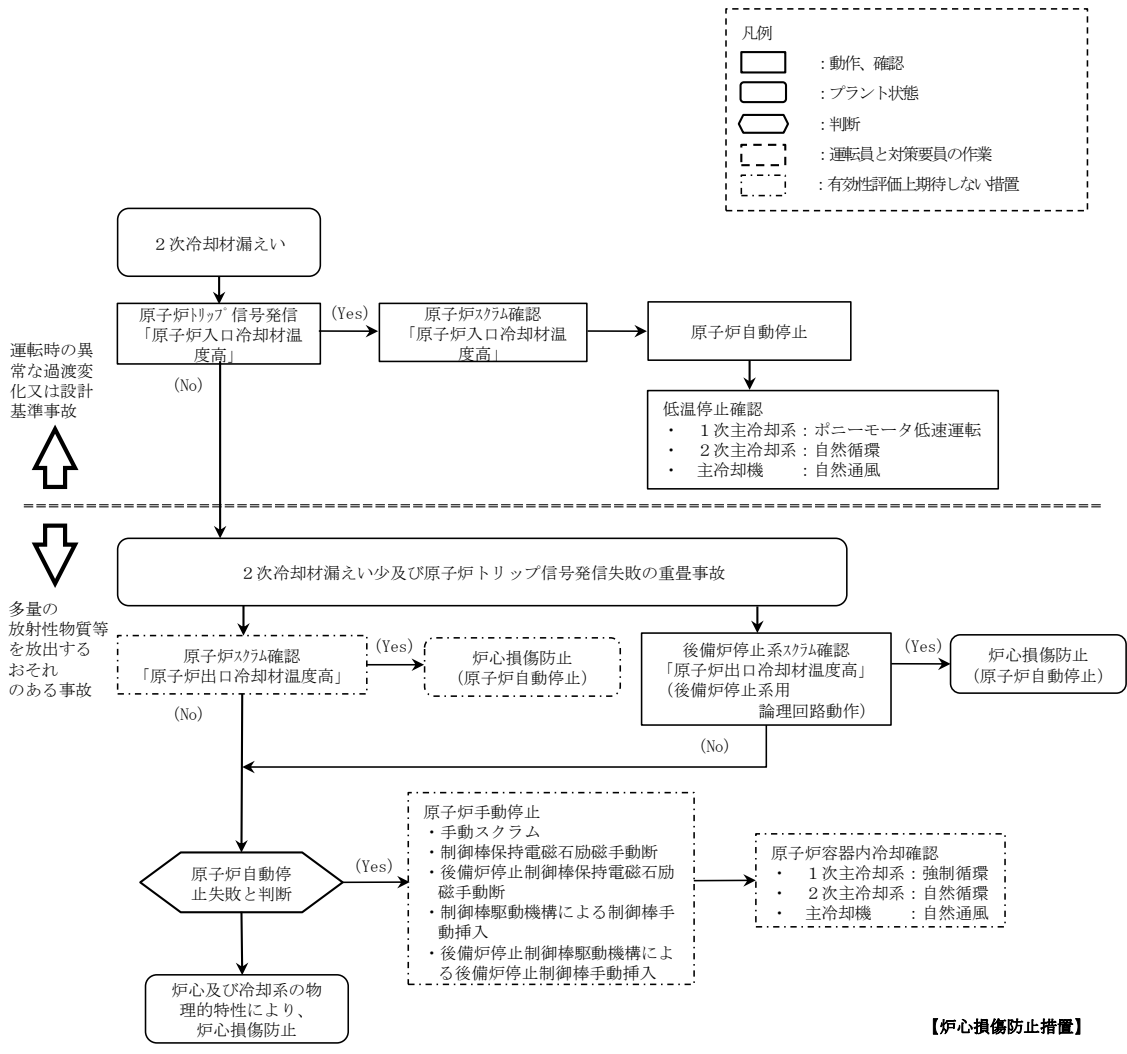 凡例
：動作、確認
：プラント状態
：判断
：運転員と対策要員の作業
：有効性評価上期待しない措置
２次冷却材漏えい
原子炉ﾄﾘｯﾌﾟ信号発信
「原子炉入口冷却材温
度高」
(Yes)
原子炉ｽｸﾗﾑ確認
「原子炉入口冷却材温
度高」
原子炉自動停止
(No)
運転時の異
常な過渡変
化又は設計
基準事故
低温停止確認
・　１次主冷却系：ポニーモータ低速運転
・　２次主冷却系：自然循環
・　主冷却機　　：自然通風
２次冷却材漏えい少及び原子炉トリップ信号発信失敗の重畳事故
多量の
放射性物質等
を放出する
おそれ
のある事故
原子炉ｽｸﾗﾑ確認
「原子炉出口冷却材温度高」
(Yes)
炉心損傷防止
（原子炉自動停止）
後備炉停止系ｽｸﾗﾑ確認
「原子炉出口冷却材温度高」
（後備炉停止系用
論理回路動作）
(Yes)
炉心損傷防止
（原子炉自動停止）
(No)
(No)
原子炉自動停
止失敗と判断
(Yes)
原子炉手動停止
・手動スクラム
・制御棒保持電磁石励磁手動断
・後備炉停止制御棒保持電磁石励
磁手動断
・制御棒駆動機構による制御棒手
動挿入
・後備炉停止制御棒駆動機構によ
る後備炉停止制御棒手動挿入
原子炉容器内冷却確認
・　１次主冷却系：強制循環
・　２次主冷却系：自然循環
・　主冷却機　　：自然通風
炉心及び冷却系の物
理的特性により、
炉心損傷防止
【炉心損傷防止措置】